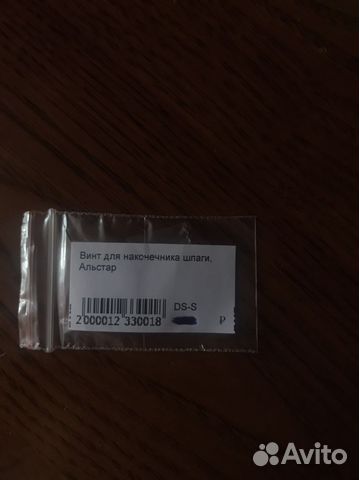 Винт для наконечника шпаги,
Альстар
DS-S
2000012 330018
₽
Avito